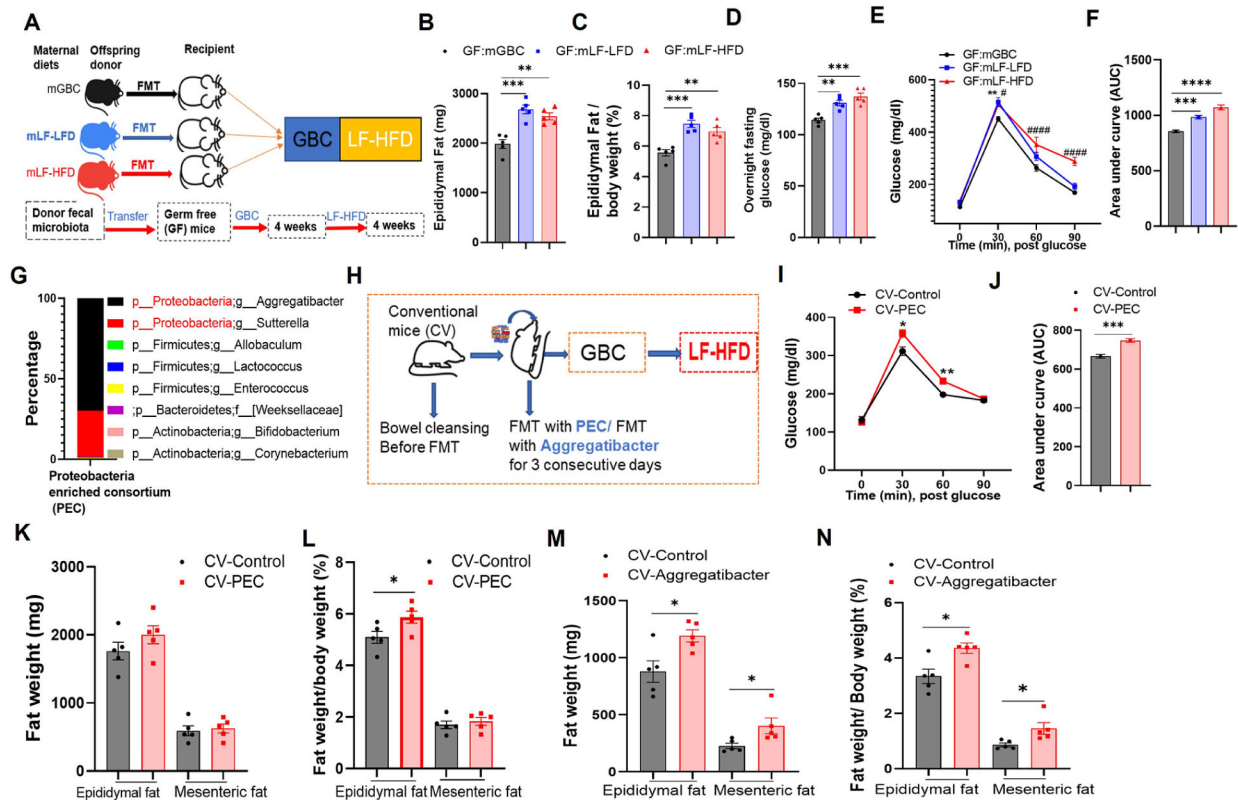 A
Maternal diets
Offspring donor
Recipient
mGBC
FMT
mLF-LFD
FMT
mLF-HFD
FMT
GBC
LF-HFD
Donor fecal microbiota
Transfer
Germ free (GF) mice
GBC
4 weeks
LF-HFD
4 weeks
B
C
D
GF:mGBC
GF:mLF-LFD
GF:mLF-HFD
Epididymal Fat (mg)
3000
2000
1000
0
**
***
Epididymal Fat / body weight (%)
10
8
6
4
2
0
**
***
Overnight fasting glucose (mg/dl)
150
100
50
0
***
**
E
GF:mGBC
GF:mLF-LFD
GF:mLF-HFD
Glucose (mg/dl)
600
400
200
** #
####
####
0
30
60
90
Time (min), post glucose
F
Area under curve (AUC)
1500
1000
500
0
****
***
G
Percentage
100
50
0
p__Proteobacteria;g__Aggregatibacter
p__Proteobacteria;g__Sutterella
p__Firmicutes;g__Allobaculum
p__Firmicutes;g__Lactococcus
p__Firmicutes;g__Enterococcus
;p__Bacteroidetes;f__[Weeksellaceae]
p__Actinobacteria;g__Bifidobacterium
p__Actinobacteria;g__Corynebacterium
Proteobacteria
enriched consortium
(PEC)
H
Conventional
mice (CV)
GBC
LF-HFD
Bowel cleansing
Before FMT
FMT with PEC/ FMT
with Aggregatibacter
for 3 consecutive days
I
CV-Control
CV-PEC
Glucose (mg/dl)
400
300
200
100
0
*
**
0
30
60
90
Time (min), post glucose
J
CV-Control
CV-PEC
Area under curve (AUC)
800
600
400
200
0
***
K
CV-Control
CV-PEC
Fat weight (mg)
3000
2000
1000
0
Epididymal fat
Mesenteric fat
L
CV-Control
CV-PEC
Fat weight/body weight (%)
8
6
4
2
0
*
Epididymal fat
Mesenteric fat
M
CV-Control
CV-Aggregatibacter
Fat weight (mg)
1500
1000
500
0
*
*
Epididymal fat
Mesenteric fat
N
CV-Control
CV-Aggregatibacter
Fat weight/ Body weight (%)
6
4
2
0
*
*
Epididymal fat
Mesenteric fat